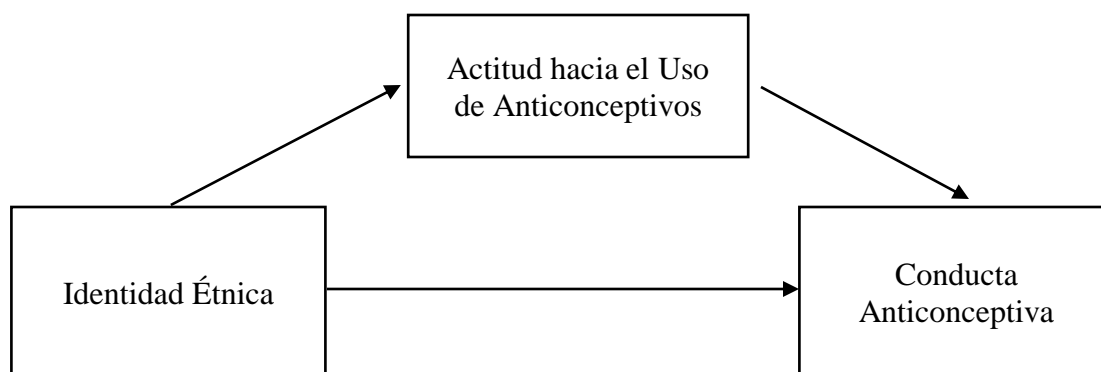 Actitud hacia el Uso
de Anticonceptivos
Identidad Étnica
Conducta
Anticonceptiva